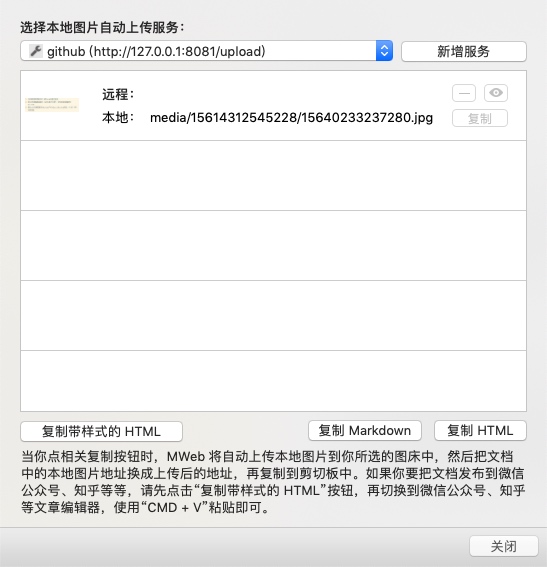 选择本地图片自动上传服务：
github (http://127.0.0.1:8081/upload)
新增服务
远程：
本地： media/15614312545228/15640233237280.jpg
复制
复制带样式的 HTML
复制 Markdown
复制 HTML
当你点相关复制按钮时，MWeb 将自动上传本地图片到你所选的图床中，然后把文档
中的本地图片地址换成上传后的地址，再复制到剪切板中。如果你要把文档发布到微信
公众号、知乎等等，请先点击“复制带样式的 HTML”按钮，再切换到微信公众号、知乎
等文章编辑器，使用“CMD + V”粘贴即可。
关闭